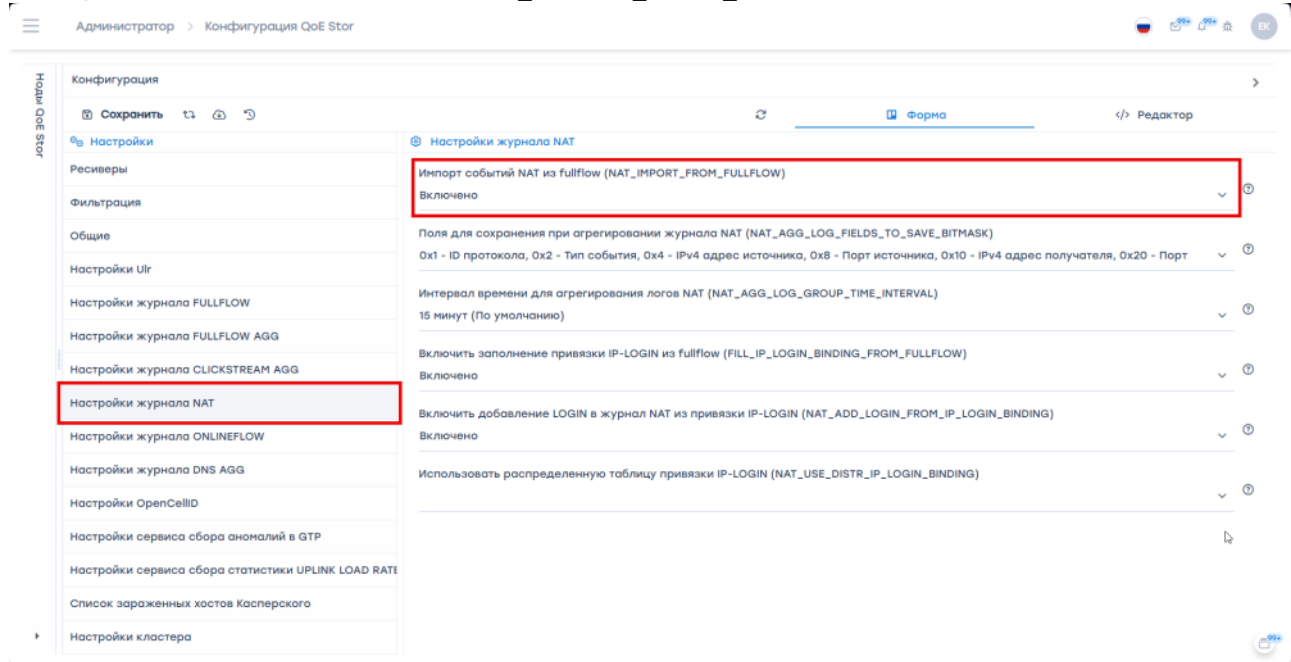 Администратор > Конфигурация QoE Stor
99+ 99+ EK
Ноды QoE Stor
Конфигурация
Сохранить
Форма
</> Редактор
Настройки
Ресиверы
Фильтрация
Общие
Настройки Ulr
Настройки журнала FULLFLOW
Настройки журнала FULLFLOW AGG
Настройки журнала CLICKSTREAM AGG
Настройки журнала NAT
Настройки журнала ONLINEFLOW
Настройки журнала DNS AGG
Настройки OpenCellID
Настройки сервиса сбора аномалий в GTP
Настройки сервиса сбора статистики UPLINK LOAD RATE
Список зараженных хостов Касперского
Настройки кластера
Настройки журнала NAT
Импорт событий NAT из fullflow (NAT_IMPORT_FROM_FULLFLOW)
Включено
Поля для сохранения при агрегировании журнала NAT (NAT_AGG_LOG_FIELDS_TO_SAVE_BITMASK)
0x1 - ID протокола, 0x2 - Тип события, 0x4 - IPv4 адрес источника, 0x8 - Порт источника, 0x10 - IPv4 адрес получателя, 0x20 - Порт
Интервал времени для агрегирования логов NAT (NAT_AGG_LOG_GROUP_TIME_INTERVAL)
15 минут (По умолчанию)
Включить заполнение привязки IP-LOGIN из fullflow (FILL_IP_LOGIN_BINDING_FROM_FULLFLOW)
Включено
Включить добавление LOGIN в журнал NAT из привязки IP-LOGIN (NAT_ADD_LOGIN_FROM_IP_LOGIN_BINDING)
Включено
Использовать распределенную таблицу привязки IP-LOGIN (NAT_USE_DISTR_IP_LOGIN_BINDING)
99+